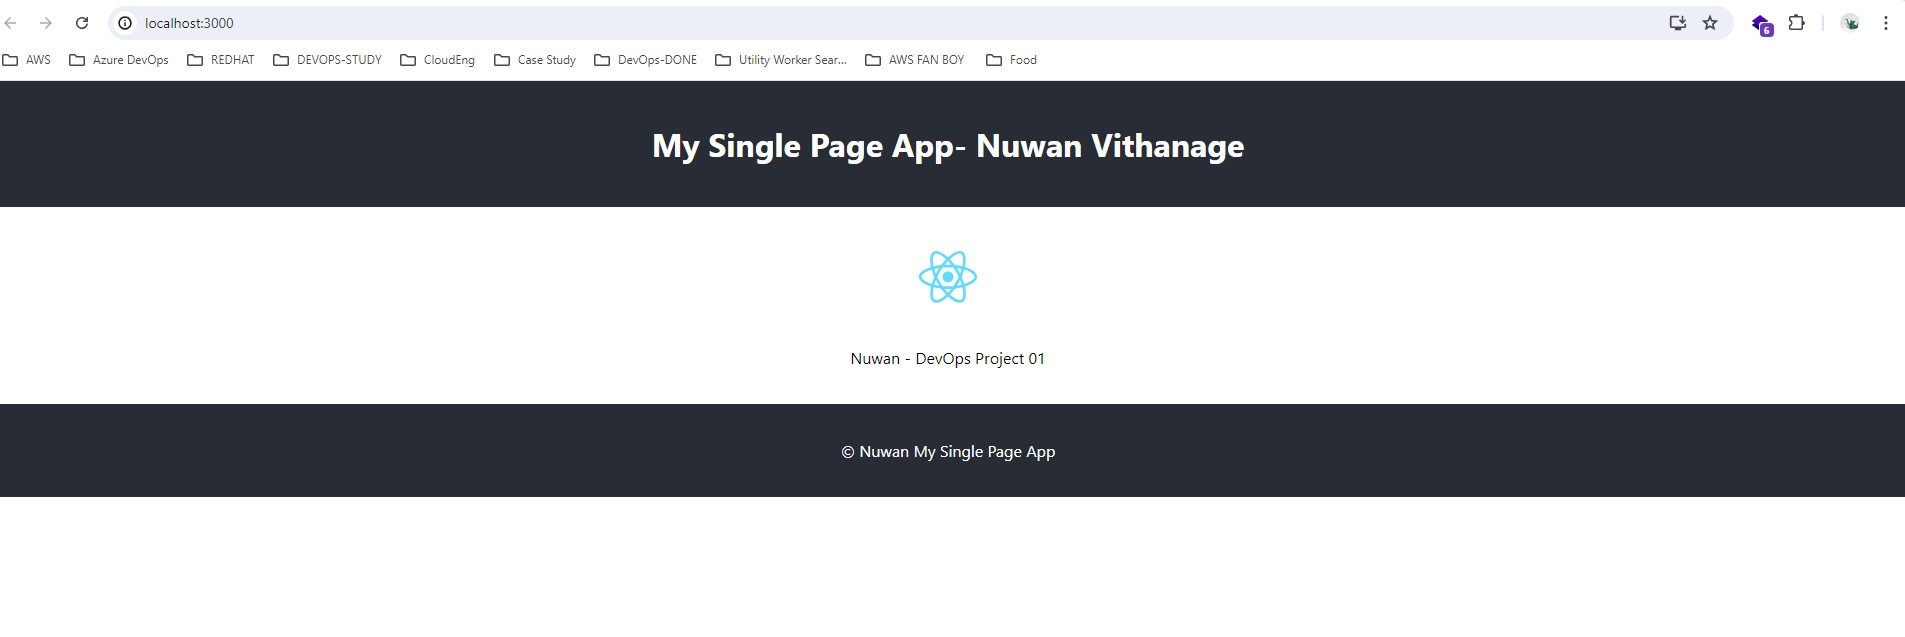 localhost:3000
6
AWS Azure DevOps REDHAT DEVOPS-STUDY CloudEng Case Study DevOps-DONE Utility Worker Sear... AWS FAN BOY Food
My Single Page App- Nuwan Vithanage
Nuwan - DevOps Project 01
© Nuwan My Single Page App